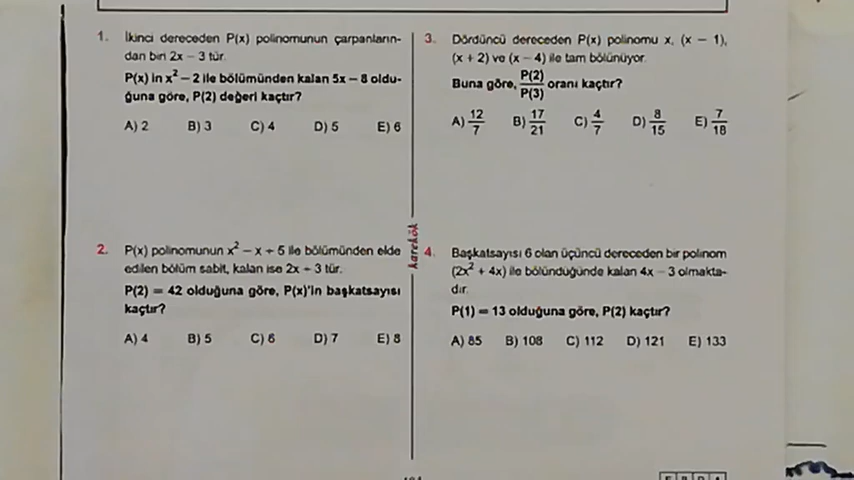 1. İkinci dereceden P(x) polinomunun çarpanların-
dan biri 2x – 3 tür.
P(x) in x² – 2 ile bölümünden kalan 5x – 8 oldu-
ğuna göre, P(2) değeri kaçtır?
A) 2 B) 3 C) 4 D) 5 E) 6
2. P(x) polinomunun x² – x + 5 ile bölümünden elde
edilen bölüm sabit, kalan ise 2x + 3 tür.
P(2) = 42 olduğuna göre, P(x)'in başkatsayısı
kaçtır?
A) 4 B) 5 C) 6 D) 7 E) 8
karekök
3. Dördüncü dereceden P(x) polinomu x, (x – 1),
(x + 2) ve (x – 4) ile tam bölünüyor.
Buna göre, P(2)/P(3) oranı kaçtır?
A) 12/7 B) 17/21 C) 4/7 D) 8/15 E) 7/18
4. Başkatsayısı 6 olan üçüncü dereceden bir polinom
(2x² + 4x) ile bölündüğünde kalan 4x – 3 olmakta-
dır.
P(1) = 13 olduğuna göre, P(2) kaçtır?
A) 85 B) 108 C) 112 D) 121 E) 133